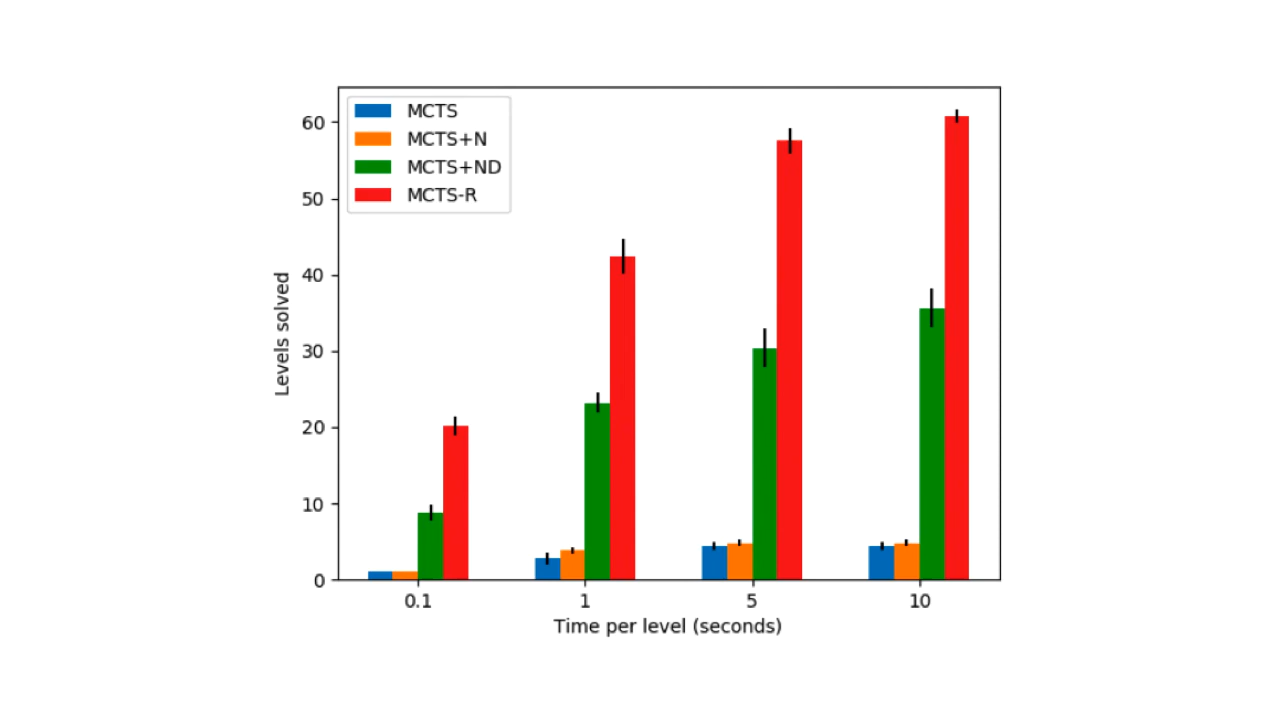 MCTS
MCTS+N
MCTS+ND
MCTS-R
60
50
40
30
20
10
0
Levels solved
0.1 1 5 10
Time per level (seconds)